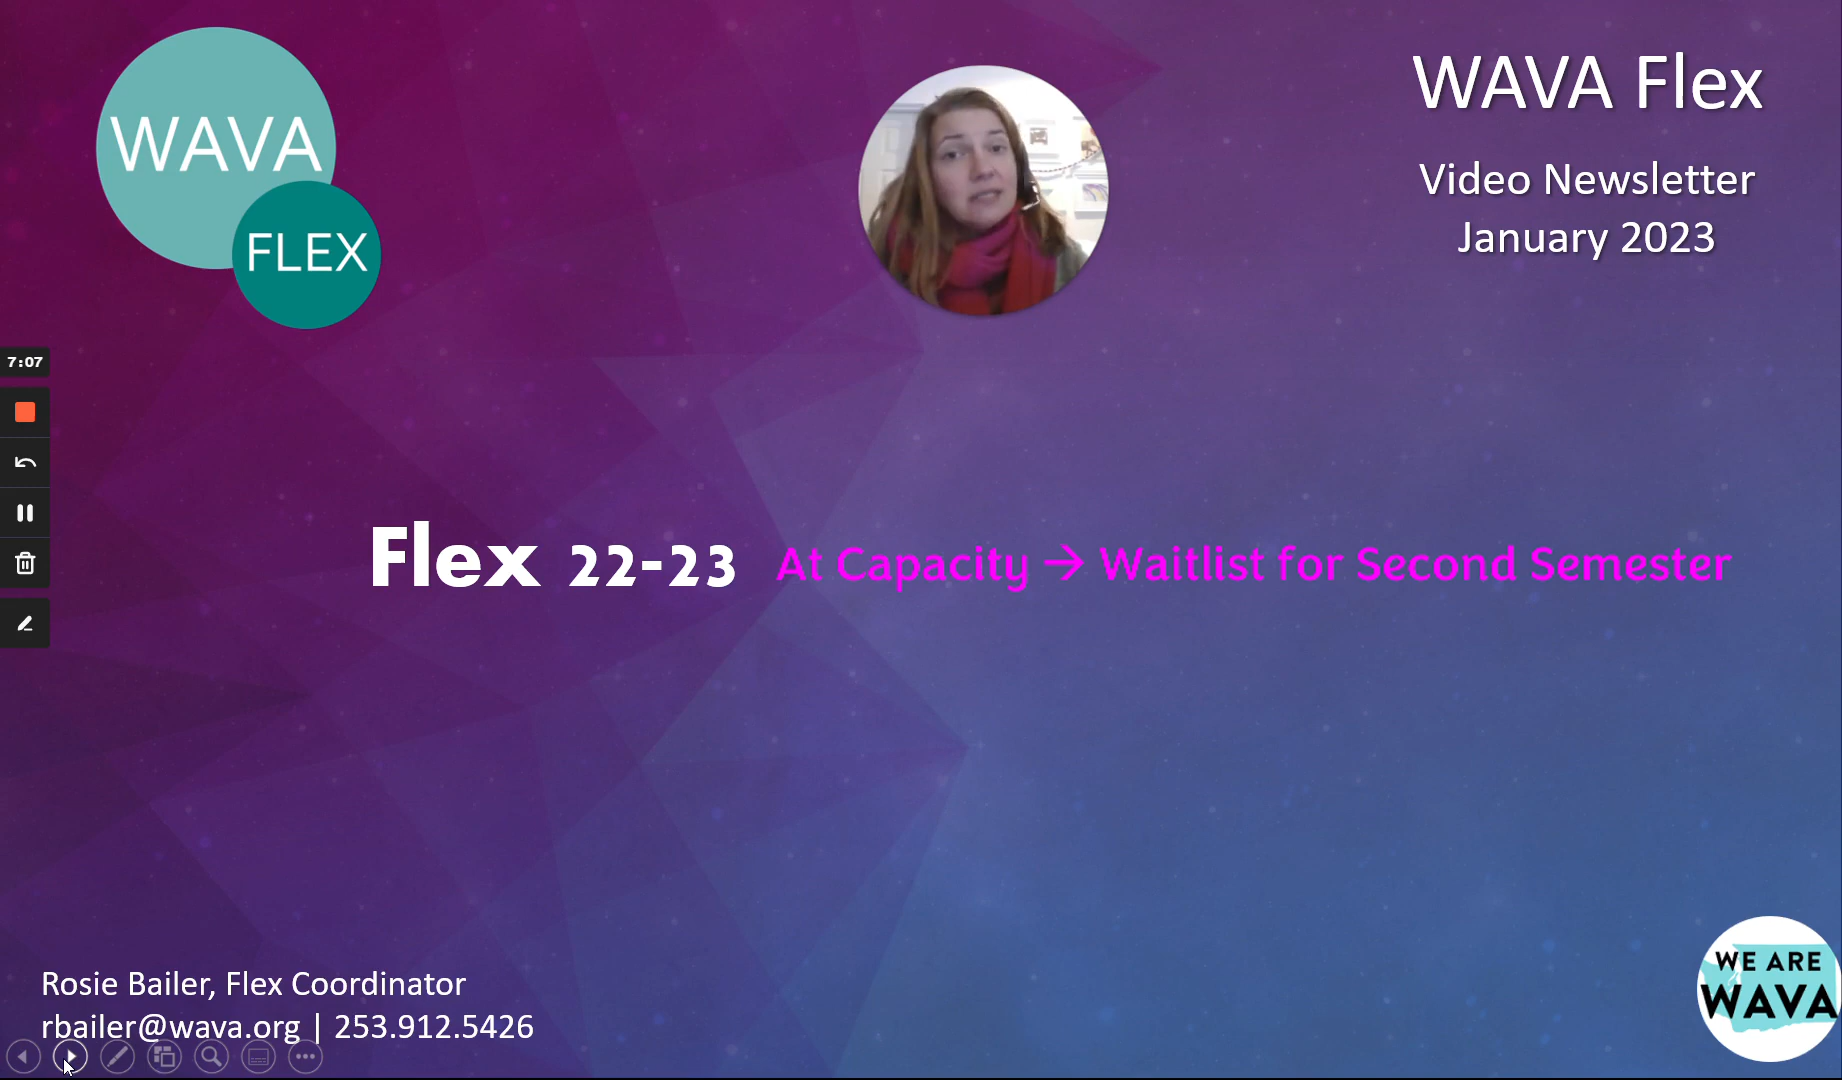 WAVA
FLEX
WAVA Flex
Video Newsletter
January 2023
7:07
Flex 22-23 At Capacity → Waitlist for Second Semester
Rosie Bailer, Flex Coordinator
rbailer@wava.org | 253.912.5426
WE ARE
WAVA